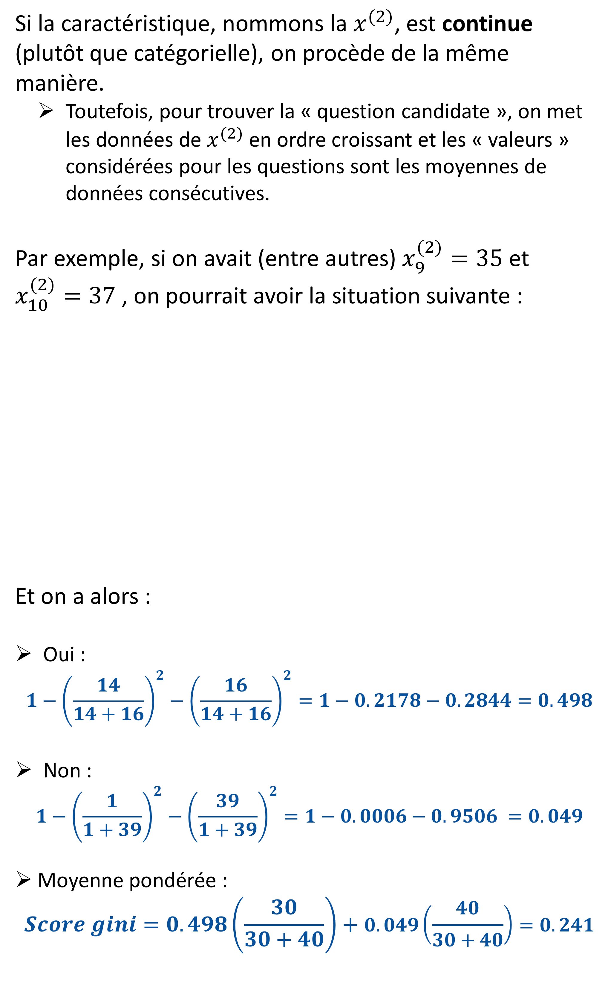 Si la caractéristique, nommons la $x^{(2)}$, est continue
(plutôt que catégorielle), on procède de la même
manière.
➢ Toutefois, pour trouver la « question candidate », on met
les données de $x^{(2)}$ en ordre croissant et les « valeurs »
considérées pour les questions sont les moyennes de
données consécutives.
Par exemple, si on avait (entre autres) $x_9^{(2)} = 35$ et
$x_{10}^{(2)} = 37$ , on pourrait avoir la situation suivante :
Et on a alors :
➢ Oui :
$1 - \left(\frac{14}{14 + 16}\right)^2 - \left(\frac{16}{14 + 16}\right)^2 = 1 - 0.2178 - 0.2844 = 0.498$
➢ Non :
$1 - \left(\frac{1}{1 + 39}\right)^2 - \left(\frac{39}{1 + 39}\right)^2 = 1 - 0.0006 - 0.9506 = 0.049$
➢ Moyenne pondérée :
$Score\ gini = 0.498\left(\frac{30}{30 + 40}\right) + 0.049\left(\frac{40}{30 + 40}\right) = 0.241$